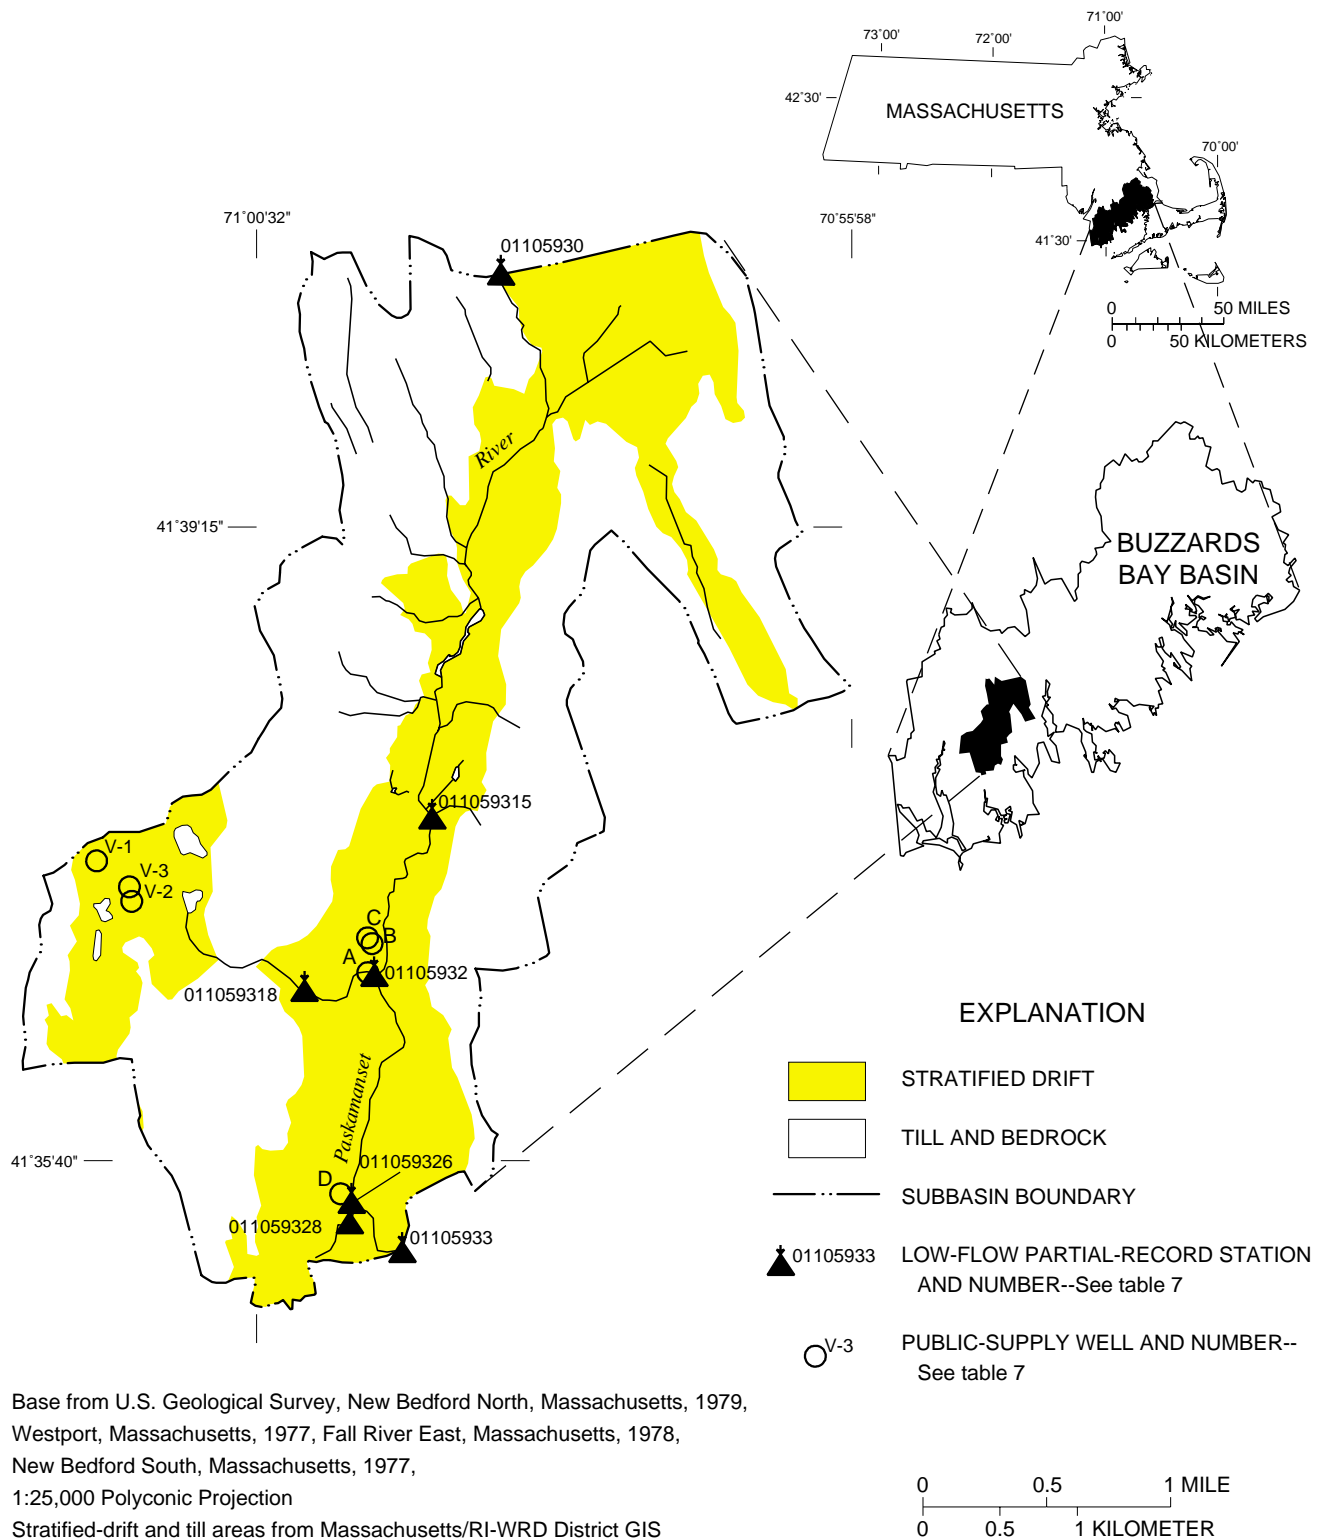 71°00'
73°00'
72°00'
42°30'
MASSACHUSETTS
70°00'
41°30'
0 50 MILES
0 50 KILOMETERS
71°00'32"
70°55'58"
01105930
River
41°39'15"
BUZZARDS
BAY BASIN
011059315
V-1
V-3
V-2
C
B
A
01105932
011059318
Paskamanset
41°35'40"
011059326
D
011059328
01105933
EXPLANATION
STRATIFIED DRIFT
TILL AND BEDROCK
SUBBASIN BOUNDARY
01105933 LOW-FLOW PARTIAL-RECORD STATION
AND NUMBER--See table 7
V-3 PUBLIC-SUPPLY WELL AND NUMBER--
See table 7
Base from U.S. Geological Survey, New Bedford North, Massachusetts, 1979,
Westport, Massachusetts, 1977, Fall River East, Massachusetts, 1978,
New Bedford South, Massachusetts, 1977,
1:25,000 Polyconic Projection
Stratified-drift and till areas from Massachusetts/RI-WRD District GIS
0 0.5 1 MILE
0 0.5 1 KILOMETER